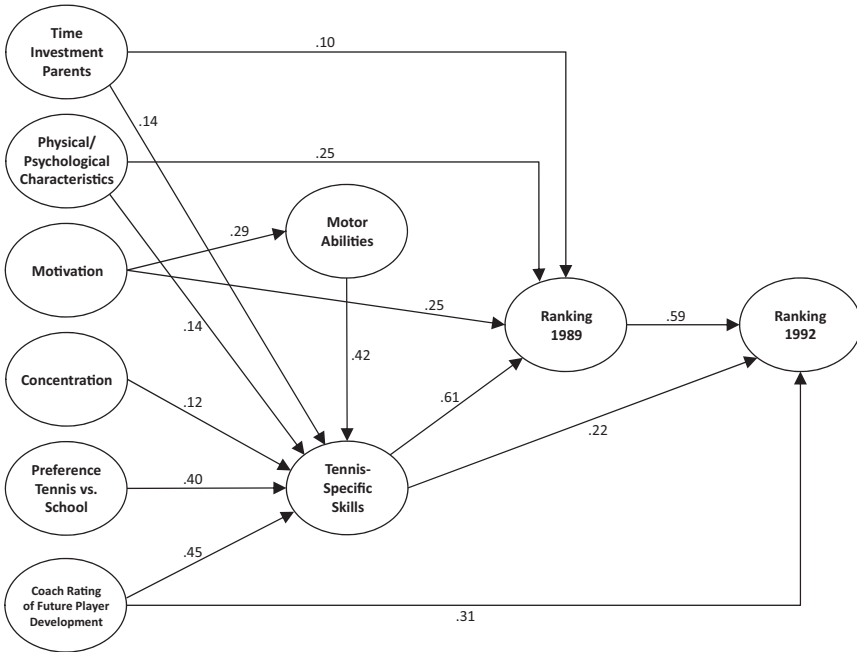 Time
Investment
Parents
.10
.14
Physical/
Psychological
Characteristics
.25
Motor
Abilities
.29
Motivation
.25
Ranking
1989
.59
Ranking
1992
.14
.42
Concentration
.12
.61
.22
Preference
Tennis vs.
School
.40
Tennis-
Specific
Skills
.45
Coach Rating
of Future Player
Development
.31